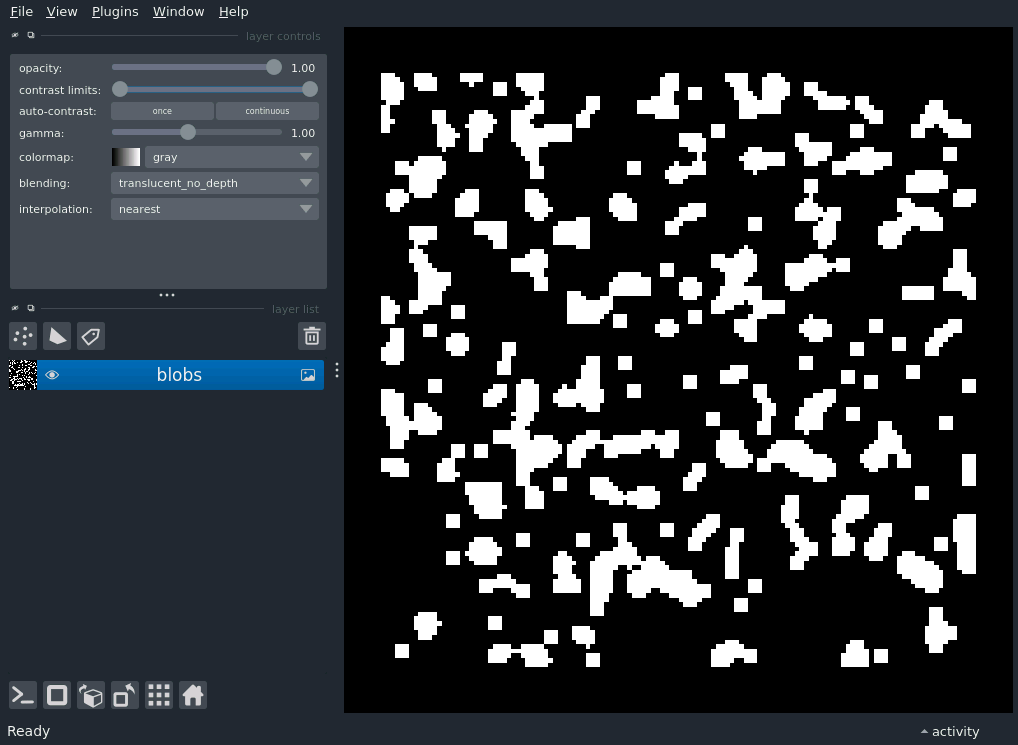 File View Plugins Window Help
layer controls
opacity: 1.00
contrast limits:
auto-contrast: once continuous
gamma: 1.00
colormap: gray
blending: translucent_no_depth
interpolation: nearest
layer list
blobs
Ready
activity